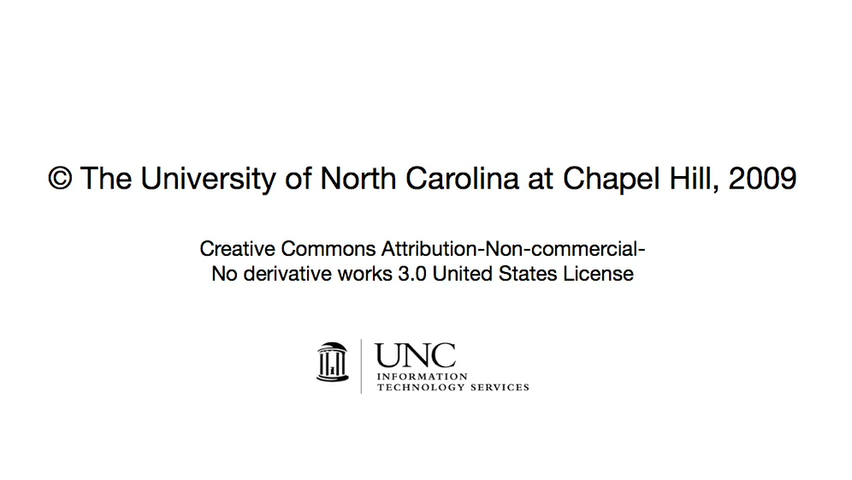 © The University of North Carolina at Chapel Hill, 2009
Creative Commons Attribution-Non-commercial-
No derivative works 3.0 United States License
UNC
INFORMATION
TECHNOLOGY SERVICES